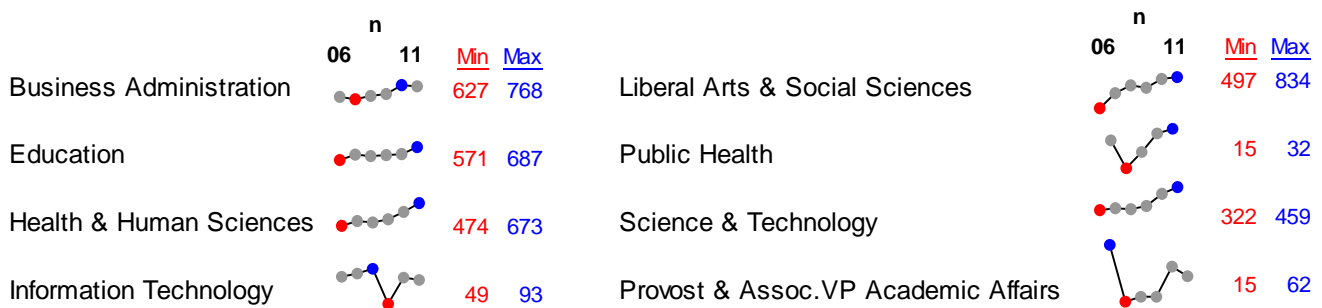 n
06 11 Min Max
Business Administration 627 768
Education 571 687
Health & Human Sciences 474 673
Information Technology 49 93
n
06 11 Min Max
Liberal Arts & Social Sciences 497 834
Public Health 15 32
Science & Technology 322 459
Provost & Assoc.VP Academic Affairs 15 62